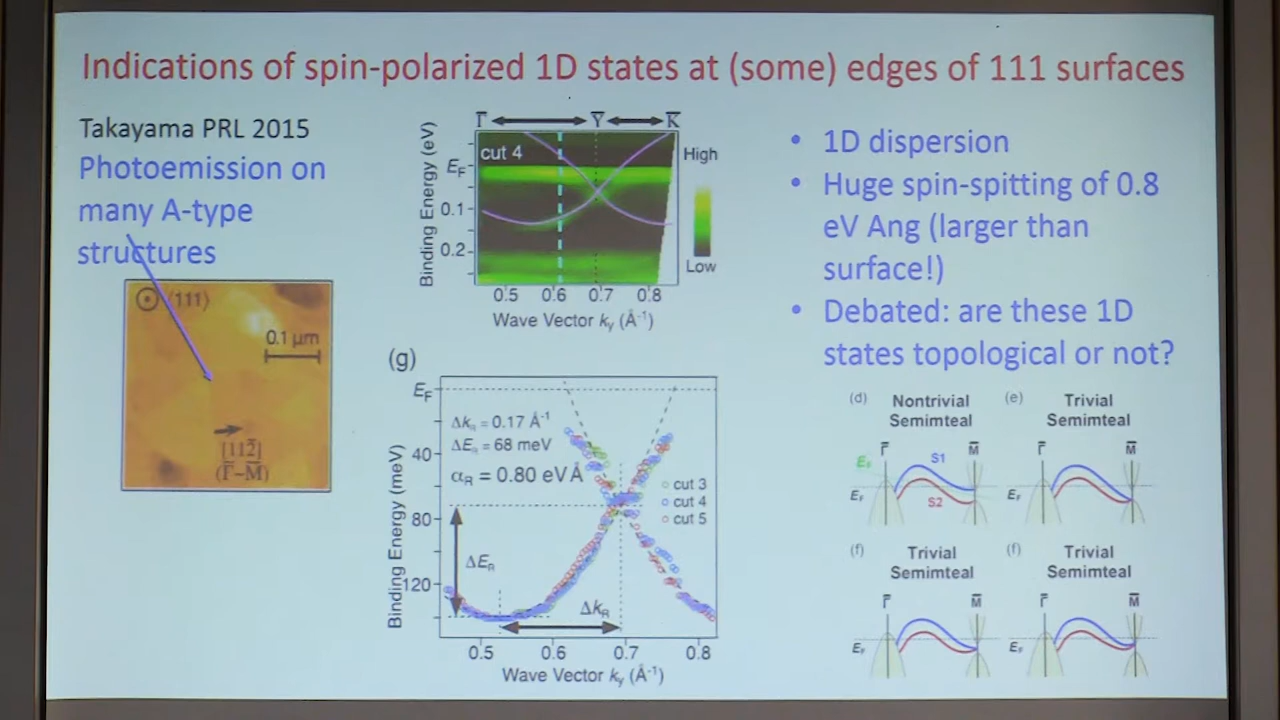 Indications of spin-polarized 1D states at (some) edges of 111 surfaces
Takayama PRL 2015
Photoemission on
many A-type
structures
(111)
0.1 μm
[112̅]
(Γ̅–M̅)
Γ̅ Y̅ K̅
cut 4
Binding Energy (eV)
E_F
0.1
0.2
0.5 0.6 0.7 0.8
Wave Vector k_y (Å⁻¹)
High
Low
(g)
E_F
40
80
120
Binding Energy (meV)
Δk_R = 0.17 Å⁻¹
ΔE_R = 68 meV
α_R = 0.80 eV Å
cut 3
cut 4
cut 5
ΔE_R
Δk_R
0.5 0.6 0.7 0.8
Wave Vector k_y (Å⁻¹)
• 1D dispersion
• Huge spin-spitting of 0.8
eV Ang (larger than
surface!)
• Debated: are these 1D
states topological or not?
(d) Nontrivial
Semimteal
Γ̅ M̅
E_F
E_F
S1
S2
(e) Trivial
Semimteal
Γ̅ M̅
E_F
(f) Trivial
Semimteal
Γ̅ M̅
E_F
(f) Trivial
Semimteal
Γ̅ M̅
E_F